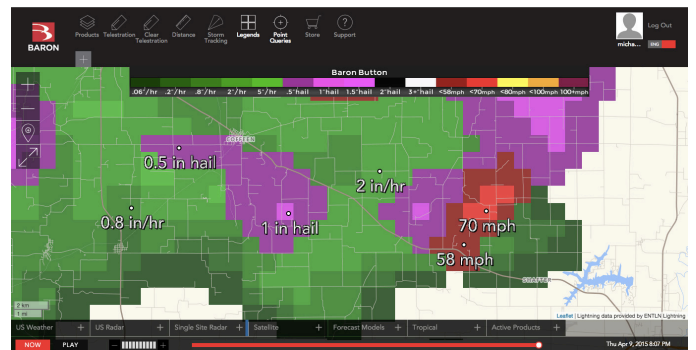 BARON
Products
Telestration
Clear
Telestration
Distance
Storm
Tracking
Legends
Point
Queries
Store
Support
micha...
Log Out
ENG
Baron Button
.06"/hr .2"/hr .8"/hr 2"/hr 5"/hr .5"hail 1"hail 1.5"hail 2"hail 3+"hail <58mph <70mph <80mph <100mph 100+mph
COFFEEN
0.5 in hail
2 in/hr
0.8 in/hr
1 in hail
70 mph
58 mph
SHAFTER
2 km
1 mi
Leaflet | Lightning data provided by ENTLN Lightning
US Weather + US Radar + Single Site Radar + Satellite + Forecast Models + Tropical + Active Products +
NOW PLAY Thu Apr 9, 2015 8:07 PM